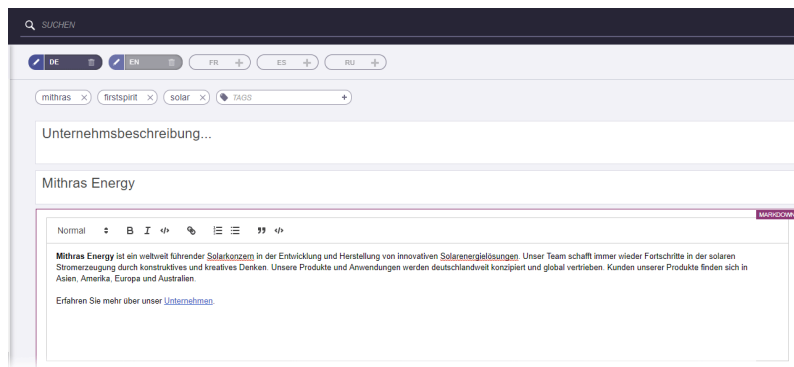 SUCHEN
DE EN FR ES RU
mithras firstspirit solar TAGS
Unternehmsbeschreibung...
Mithras Energy
MARKDOWN
Normal B I
Mithras Energy ist ein weltweit führender Solarkonzern in der Entwicklung und Herstellung von innovativen Solarenergielösungen. Unser Team schafft immer wieder Fortschritte in der solaren
Stromerzeugung durch konstruktives und kreatives Denken. Unsere Produkte und Anwendungen werden deutschlandweit konzipiert und global vertrieben. Kunden unserer Produkte finden sich in
Asien, Amerika, Europa und Australien.
Erfahren Sie mehr über unser Unternehmen.